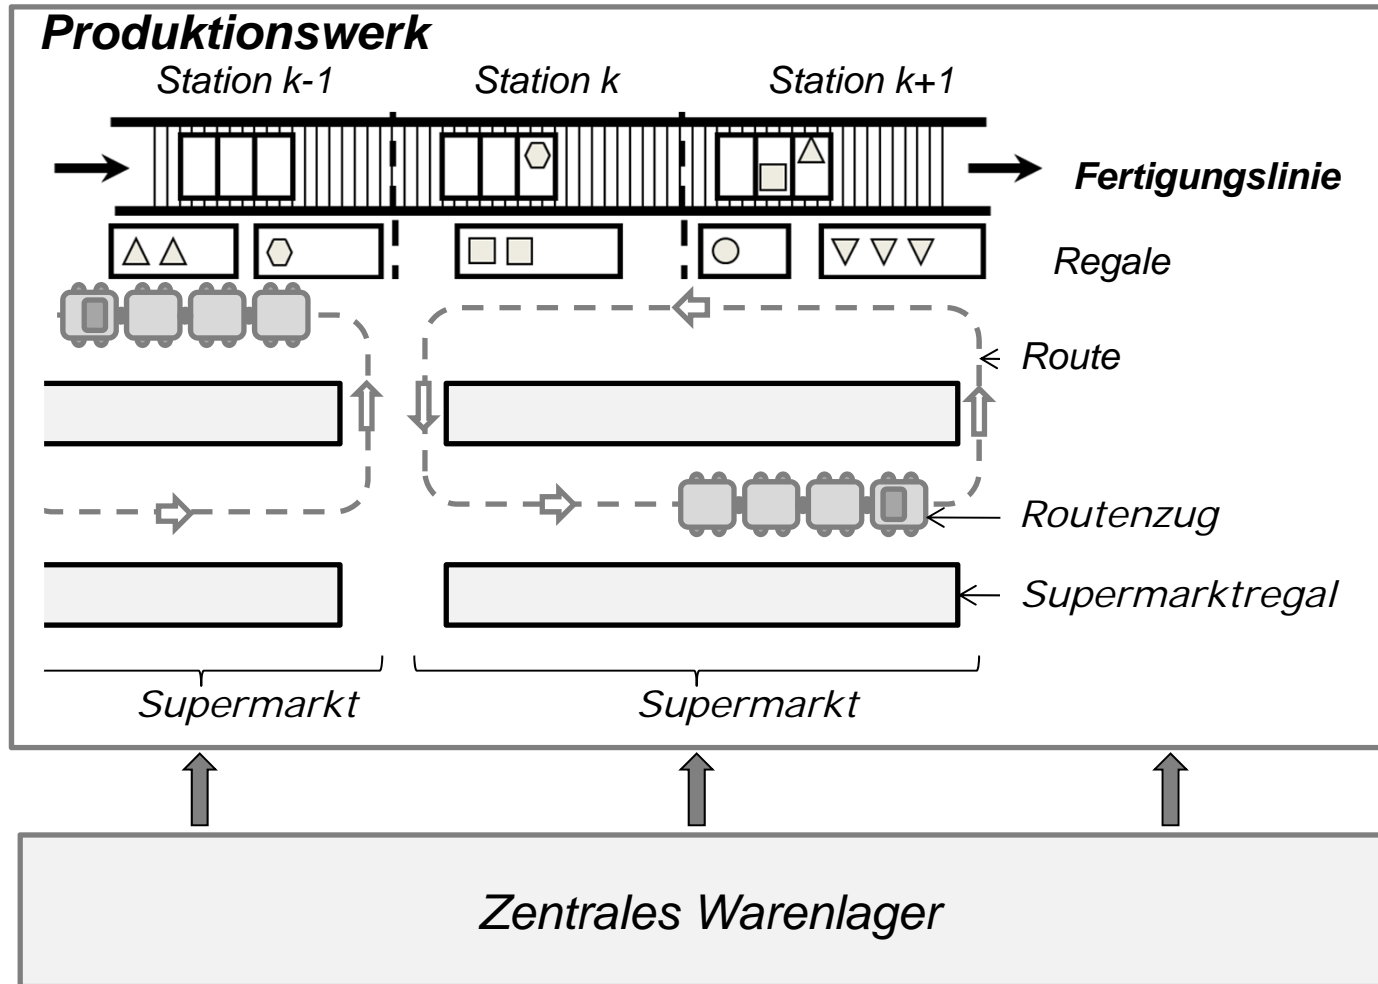 Produktionswerk
Station k-1
Station k
Station k+1
Fertigungslinie
Regale
Route
Routenzug
Supermarktregal
Supermarkt
Supermarkt
Zentrales Warenlager